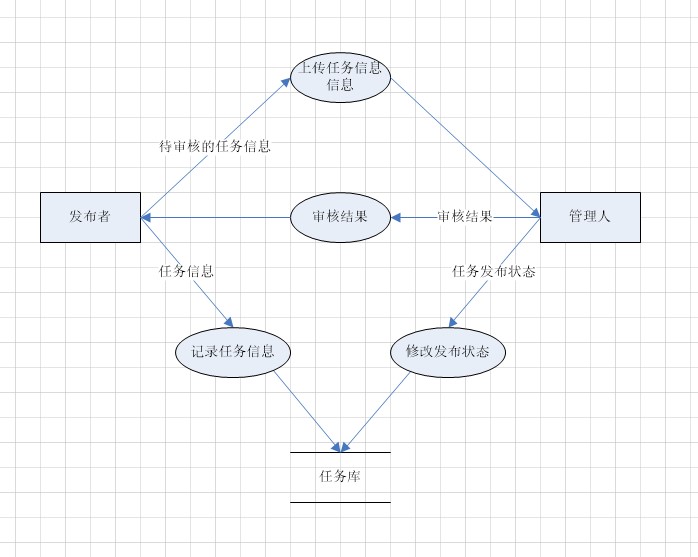 上传任务信息
信息
待审核的任务信息
发布者
审核结果
审核结果
管理人
任务信息
任务发布状态
记录任务信息
修改发布状态
任务库